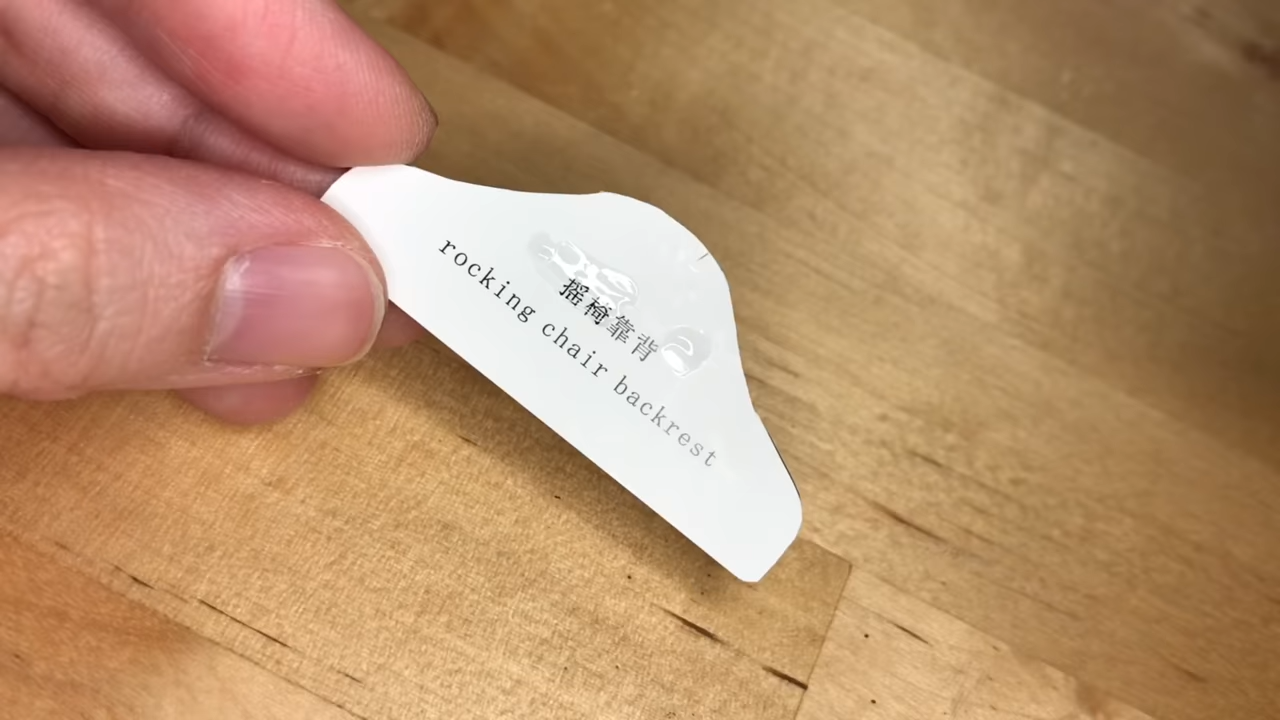 摇椅靠背
rocking chair backrest